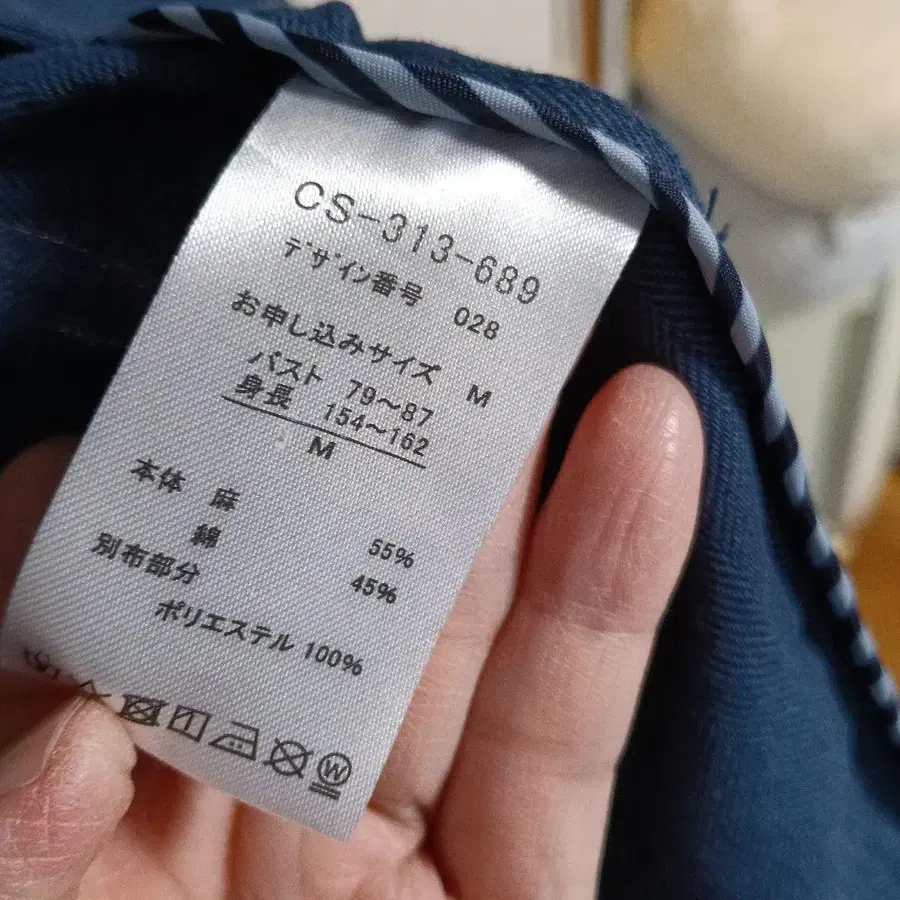 CS-313-689
デザイン番号 028
お申し込みサイズ M
バスト 79～87
身長 154～162
M
本体 麻 55%
綿 45%
別布部分
ポリエステル 100%
W